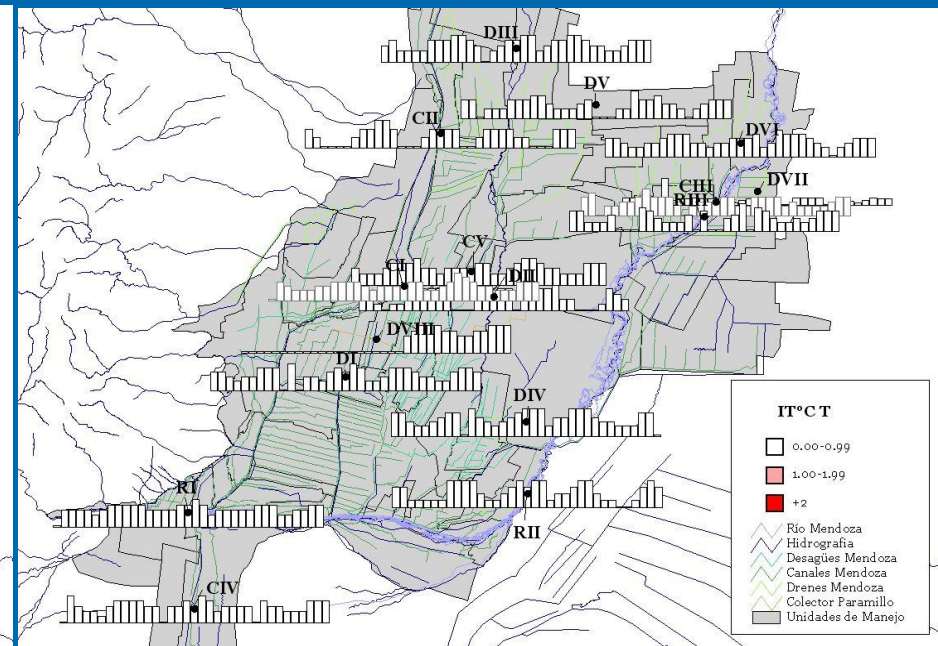 DIII
DV
CII
DVI
DVII
CIII
RIII
CV
CI
DII
DVIII
DI
DIV
RI
RII
CIV
IT°C T
0.00-0.99
1.00-1.99
+2
Río Mendoza
Hidrografia
Desagües Mendoza
Canales Mendoza
Drenes Mendoza
Colector Paramillo
Unidades de Manejo